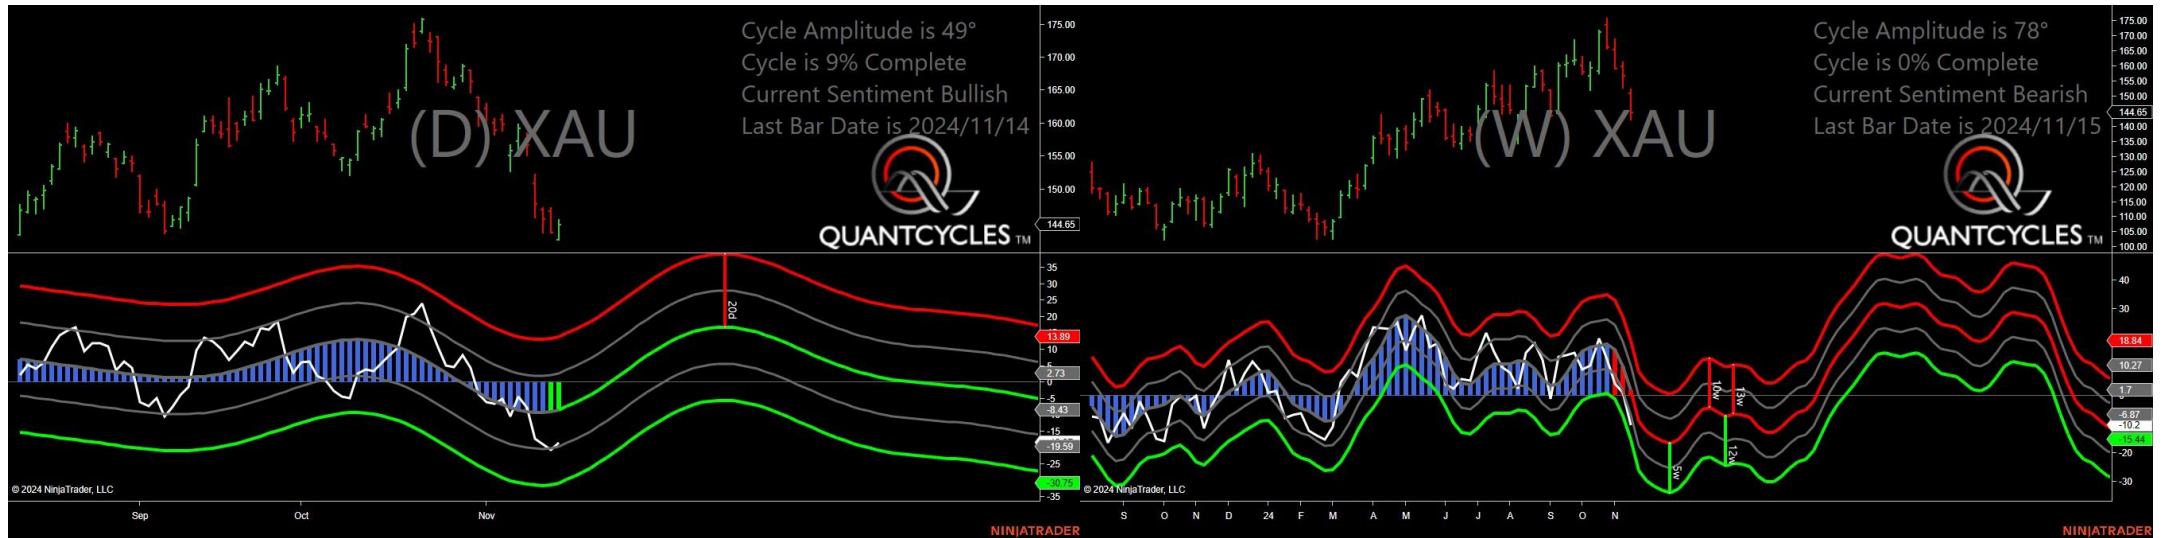 Cycle Amplitude is 49°
Cycle is 9% Complete
Current Sentiment Bullish
Last Bar Date is 2024/11/14
(D) XAU
QUANTCYCLES TM
175.00
170.00
165.00
160.00
155.00
150.00
144.65
35
30
25
20
13.89
10
5
2.73
0
-5
-8.43
-15
-19.59
-25
-30.75
-35
20d
© 2024 NinjaTrader, LLC
Sep
Oct
Nov
NINJATRADER
Cycle Amplitude is 78°
Cycle is 0% Complete
Current Sentiment Bearish
Last Bar Date is 2024/11/15
(W) XAU
QUANTCYCLES TM
175.00
170.00
165.00
160.00
155.00
150.00
144.65
140.00
135.00
130.00
125.00
120.00
115.00
110.00
105.00
100.00
40
30
18.84
10.27
1.7
-6.87
-10.2
-15.44
-20
-30
10w
13w
5w
12w
© 2024 NinjaTrader, LLC
S O N D 24 F M A M J J A S O N
NINJATRADER